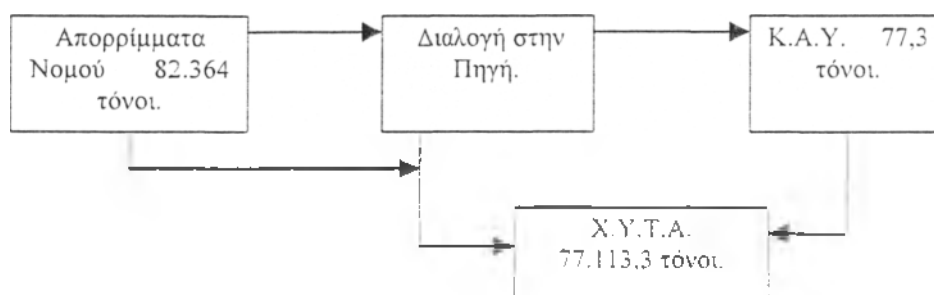 Απορρίμματα
Νομού 82.364
τόνοι.
Διαλογή στην
Πηγή.
Κ.Α.Υ. 77,3
τόνοι.
Χ.Υ.Τ.Α.
77.113,3 τόνοι.